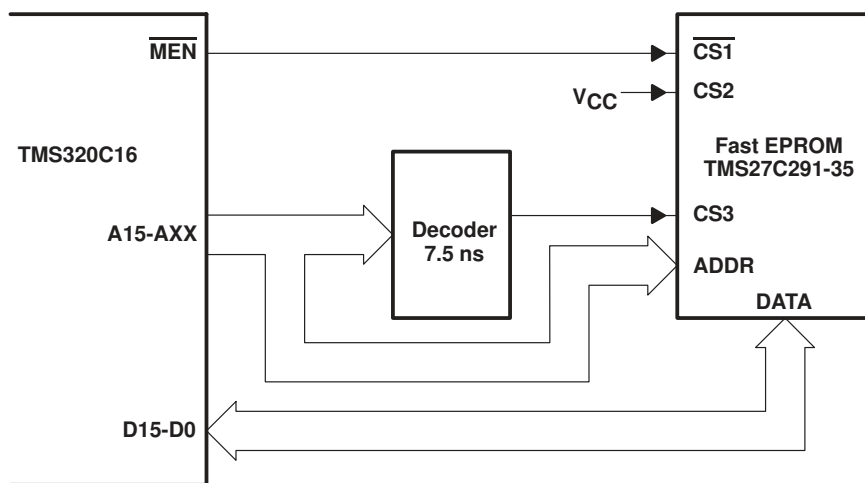 MEN
CS1
VCC
CS2
TMS320C16
Decoder
7.5 ns
Fast EPROM
TMS27C291-35
A15-AXX
CS3
ADDR
DATA
D15-D0